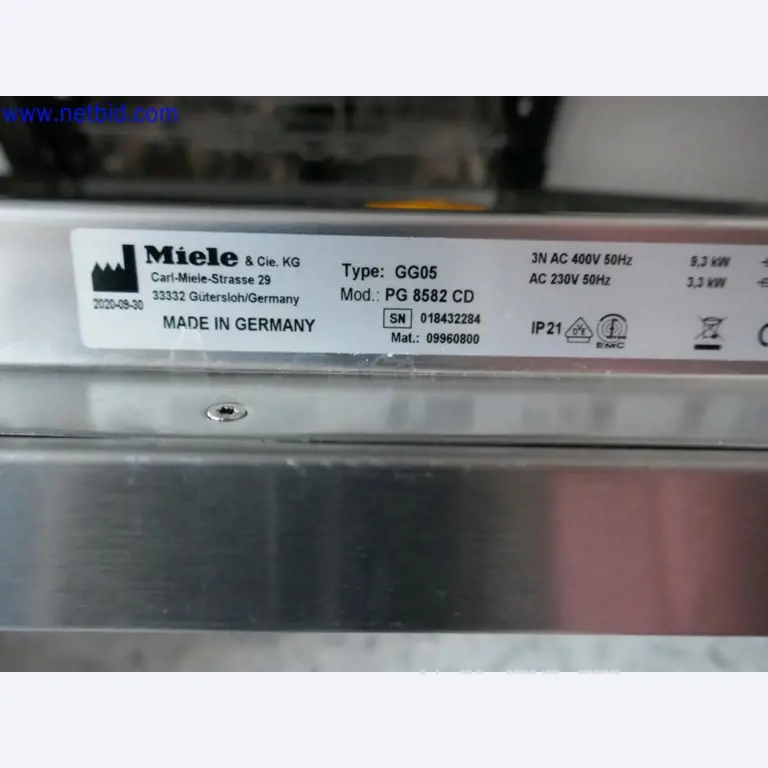 www.netbid.com
Miele & Cie. KG
Carl-Miele-Strasse 29
33332 Gütersloh/Germany
2020-09-30
MADE IN GERMANY
Type: GG05
Mod.: PG 8582 CD
SN 018432284
Mat.: 09960800
3N AC 400V 50Hz 9,3 kW
AC 230V 50Hz 3,3 kW
IP21 VDE EMC